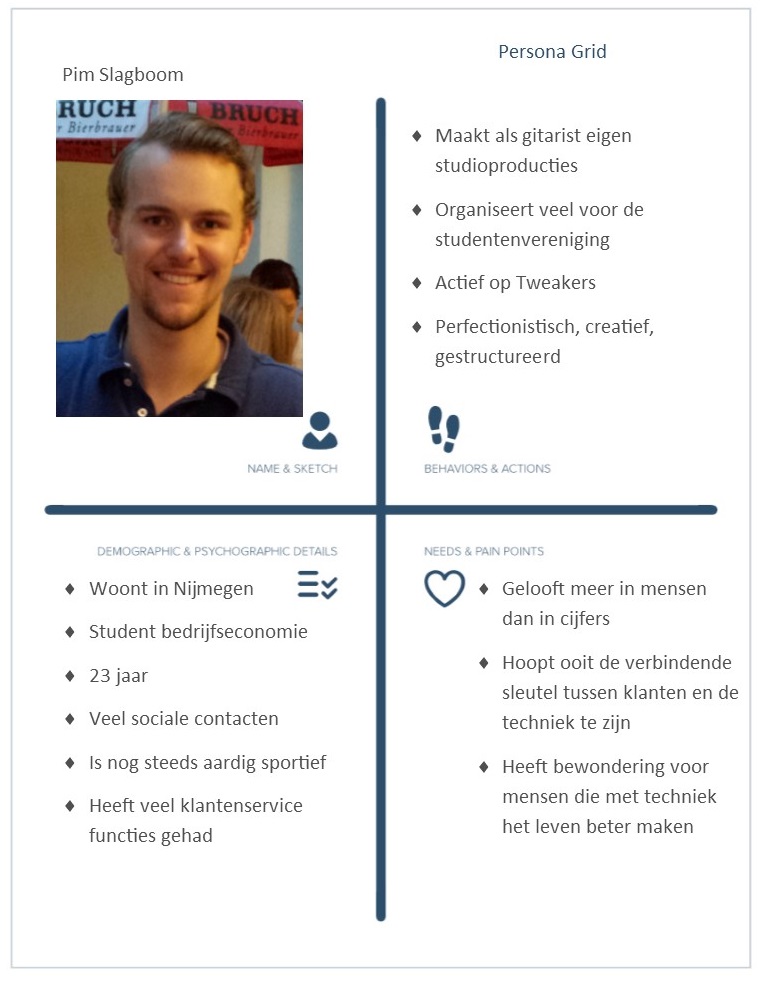 Persona Grid
Pim Slagboom
RUCH
r Bierbrauer
BRUCH
r Bierbrauer
NAME & SKETCH
♦ Maakt als gitarist eigen
studioproducties
♦ Organiseert veel voor de
studentenvereniging
♦ Actief op Tweakers
♦ Perfectionistisch, creatief,
gestructureerd
BEHAVIORS & ACTIONS
DEMOGRAPHIC & PSYCHOGRAPHIC DETAILS
♦ Woont in Nijmegen
♦ Student bedrijfseconomie
♦ 23 jaar
♦ Veel sociale contacten
♦ Is nog steeds aardig sportief
♦ Heeft veel klantenservice
functies gehad
NEEDS & PAIN POINTS
♦ Gelooft meer in mensen
dan in cijfers
♦ Hoopt ooit de verbindende
sleutel tussen klanten en de
techniek te zijn
♦ Heeft bewondering voor
mensen die met techniek
het leven beter maken